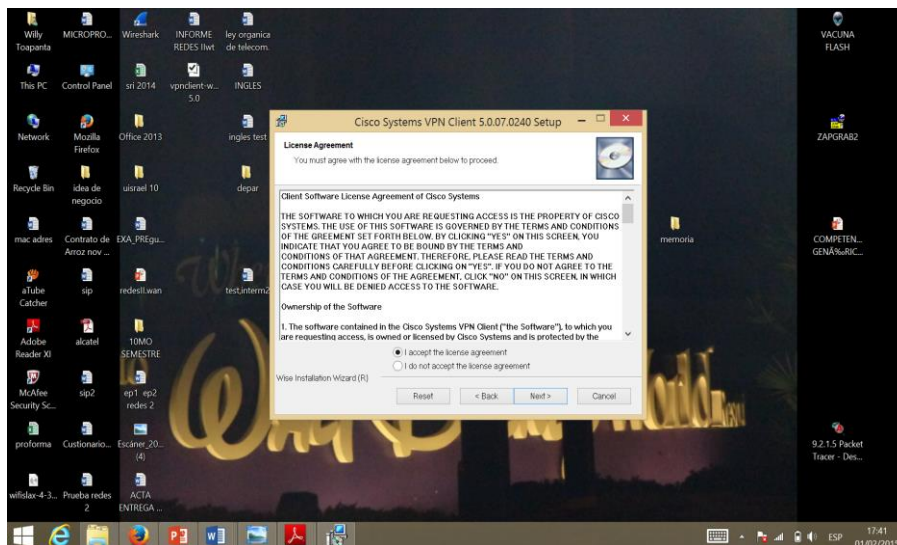 Willy Toapanta
MICROPRO...
Wireshark
INFORME REDES IIwt
ley organica de telecom.
VACUNA FLASH
This PC
Control Panel
sri 2014
vpnclient-w... 5.0
INGLES
Network
Mozilla Firefox
Office 2013
ingles test
ZAPGRAB2
Recycle Bin
idea de negocio
uisrael 10
depar
mac adres
Contrato de Arroz nov ...
EXA_PREgu...
memoria
COMPETEN... GENÉRIC...
aTube Catcher
sip
redesII.wan
test,interm2
Adobe Reader XI
alcatel
10MO SEMESTRE
McAfee Security Sc...
sip2
ep1 ep2 redes 2
proforma
Custionario...
Escáner_20... (4)
9.2.1.5 Packet Tracer - Des...
wifislax-4-3...
Prueba redes 2
ACTA ENTREGA ...
Cisco Systems VPN Client 5.0.07.0240 Setup
License Agreement
You must agree with the license agreement below to proceed.
Client Software License Agreement of Cisco Systems
THE SOFTWARE TO WHICH YOU ARE REQUESTING ACCESS IS THE PROPERTY OF CISCO
SYSTEMS. THE USE OF THIS SOFTWARE IS GOVERNED BY THE TERMS AND CONDITIONS
OF THE GREEMENT SET FORTH BELOW. BY CLICKING "YES" ON THIS SCREEN, YOU
INDICATE THAT YOU AGREE TO BE BOUND BY THE TERMS AND
CONDITIONS OF THAT AGREEMENT. THEREFORE, PLEASE READ THE TERMS AND
CONDITIONS CAREFULLY BEFORE CLICKING ON "YES". IF YOU DO NOT AGREE TO THE
TERMS AND CONDITIONS OF THE AGREEMENT, CLICK "NO" ON THIS SCREEN, IN WHICH
CASE YOU WILL BE DENIED ACCESS TO THE SOFTWARE.
Ownership of the Software
1. The software contained in the Cisco Systems VPN Client ("the Software"), to which you
are requesting access, is owned or licensed by Cisco Systems and is protected by the
I accept the license agreement
I do not accept the license agreement
Wise Installation Wizard (R)
Reset
< Back
Next >
Cancel
ESP
17:41
01/02/2015